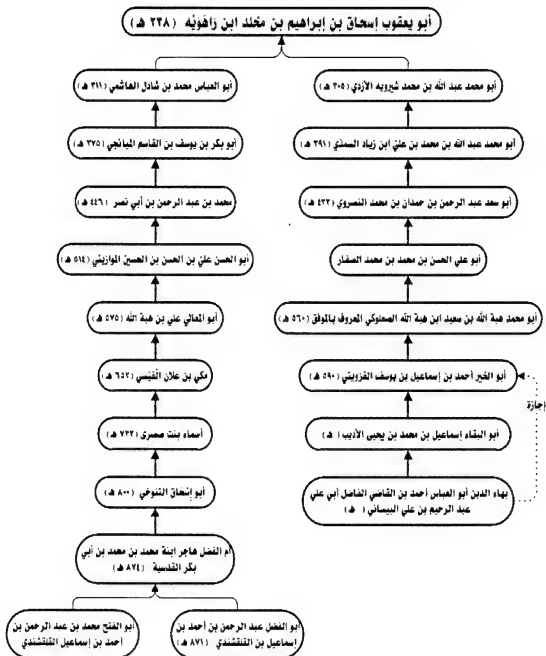 أبو يعقوب إسحاق بن إبراهيم بن مخلد ابن راهويه (٢٣٨ هـ)
أبو محمد عبد الله بن محمد شيرويه الأزدي (٣٠٥ هـ)
أبو محمد عبد الله بن محمد بن علي ابن زياد السمذي (٣٩١ هـ)
أبو سعد عبد الرحمن بن حمدان بن محمد النصروي (٤٣٣ هـ)
أبو علي الحسن بن محمد بن محمد الصفار
أبو محمد هبة الله بن سعيد ابن هبة الله الصعلوكي المعروف بالموفق (٥٦٠ هـ)
أبو الخير أحمد بن إسماعيل بن يوسف القزويني (٥٩٠ هـ)
إجازة
أبو البقاء إسماعيل بن محمد بن يحيى الأديب ( هـ)
بهاء الدين أبو العباس أحمد بن القاضي الفاضل أبي علي
عبد الرحيم بن علي البيساني ( هـ)
أبو العباس محمد بن شادل الهاشمي (٣١١ هـ)
أبو بكر بن يوسف بن القاسم الميانجي (٣٧٥ هـ)
محمد بن عبد الرحمن بن أبي نصر (٤٤٦ هـ)
أبو الحسن علي بن الحسن بن الحسين الموازيني (٥١٤ هـ)
أبو المعالي علي بن هبة الله (٥٧٥ هـ)
مكي بن علان القيسي (٦٥٢ هـ)
أسماء بنت صصرى (٧٣٣ هـ)
أبو إسحاق التنوخي (٨٠٠ هـ)
أم الفضل هاجر ابنة محمد بن محمد بن أبي
بكر القدسية (٨٧٤ هـ)
أبو الفضل عبد الرحمن بن أحمد بن
إسماعيل بن القلقشندي (٨٧١ هـ)
أبو الفتح محمد بن عبد الرحمن بن
أحمد بن إسماعيل القلقشندي